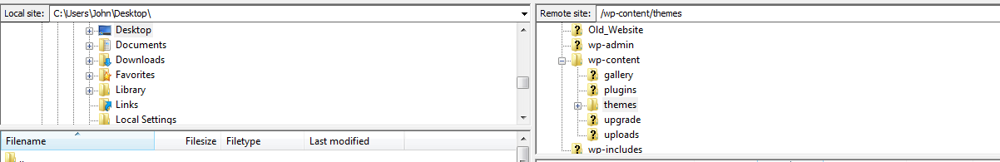 Local site: C:\Users\John\Desktop\
Desktop
Documents
Downloads
Favorites
Library
Links
Local Settings
Filename Filesize Filetype Last modified
..
Remote site: /wp-content/themes
Old_Website
wp-admin
wp-content
gallery
plugins
themes
upgrade
uploads
wp-includes